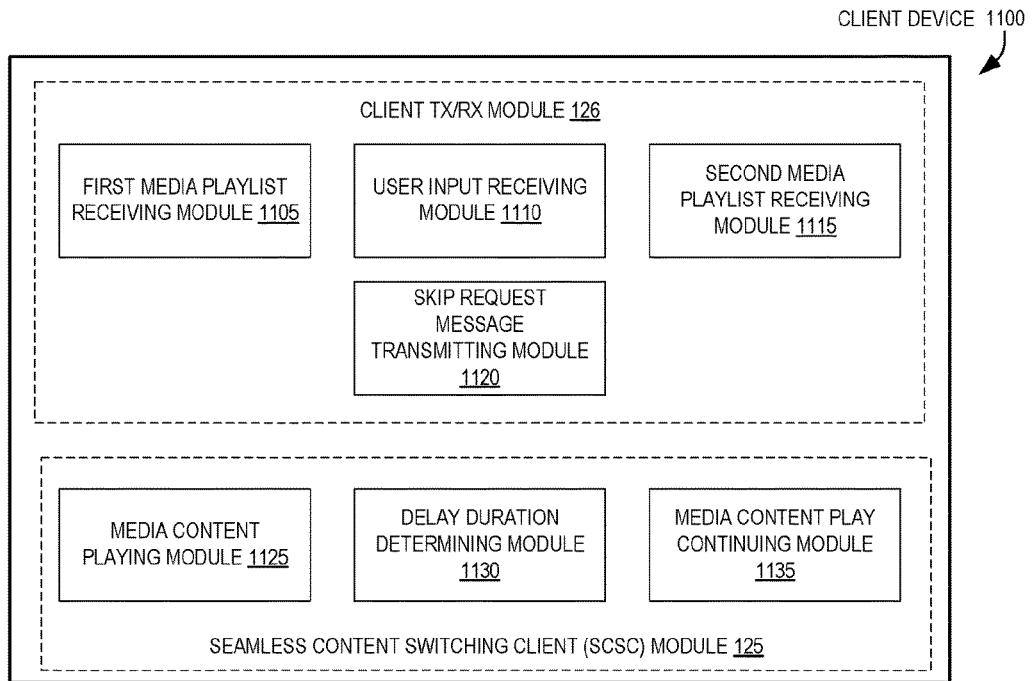 CLIENT DEVICE 1100
CLIENT TX/RX MODULE 126
FIRST MEDIA PLAYLIST
RECEIVING MODULE 1105
USER INPUT RECEIVING
MODULE 1110
SECOND MEDIA
PLAYLIST RECEIVING
MODULE 1115
SKIP REQUEST
MESSAGE
TRANSMITTING MODULE
1120
MEDIA CONTENT
PLAYING MODULE 1125
DELAY DURATION
DETERMINING MODULE
1130
MEDIA CONTENT PLAY
CONTINUING MODULE
1135
SEAMLESS CONTENT SWITCHING CLIENT (SCSC) MODULE 125